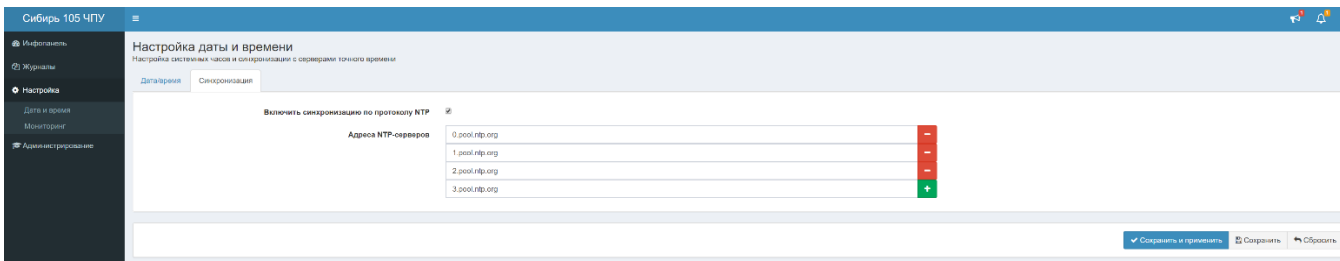 Сибирь 105 ЧПУ
Инфопанель
Журналы
Настройка
Дата и время
Мониторинг
Администрирование
Настройка даты и времени
Настройка системных часов и синхронизации с серверами точного времени
Дата/время
Синхронизация
Включить синхронизацию по протоколу NTP
Адреса NTP-серверов
0.pool.ntp.org
1.pool.ntp.org
2.pool.ntp.org
3.pool.ntp.org
Сохранить и применить
Сохранить
Сбросить